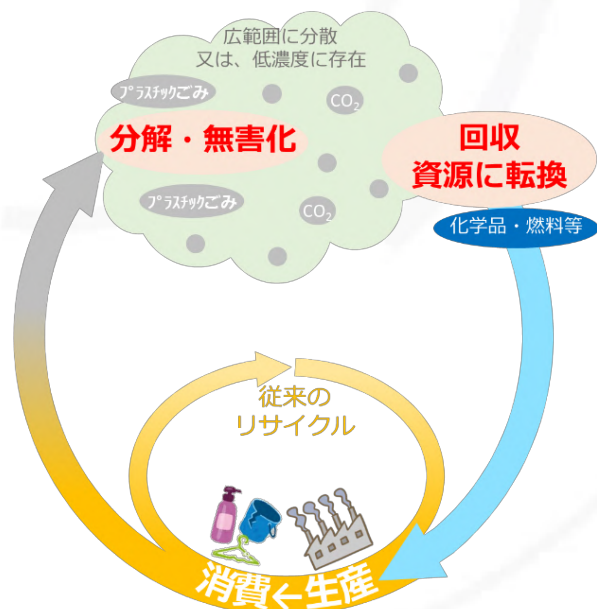 広範囲に分散
又は、低濃度に存在
プラスチックごみ
CO₂
分解・無害化
回収
資源に転換
プラスチックごみ
CO₂
化学品・燃料等
従来の
リサイクル
消費←生産